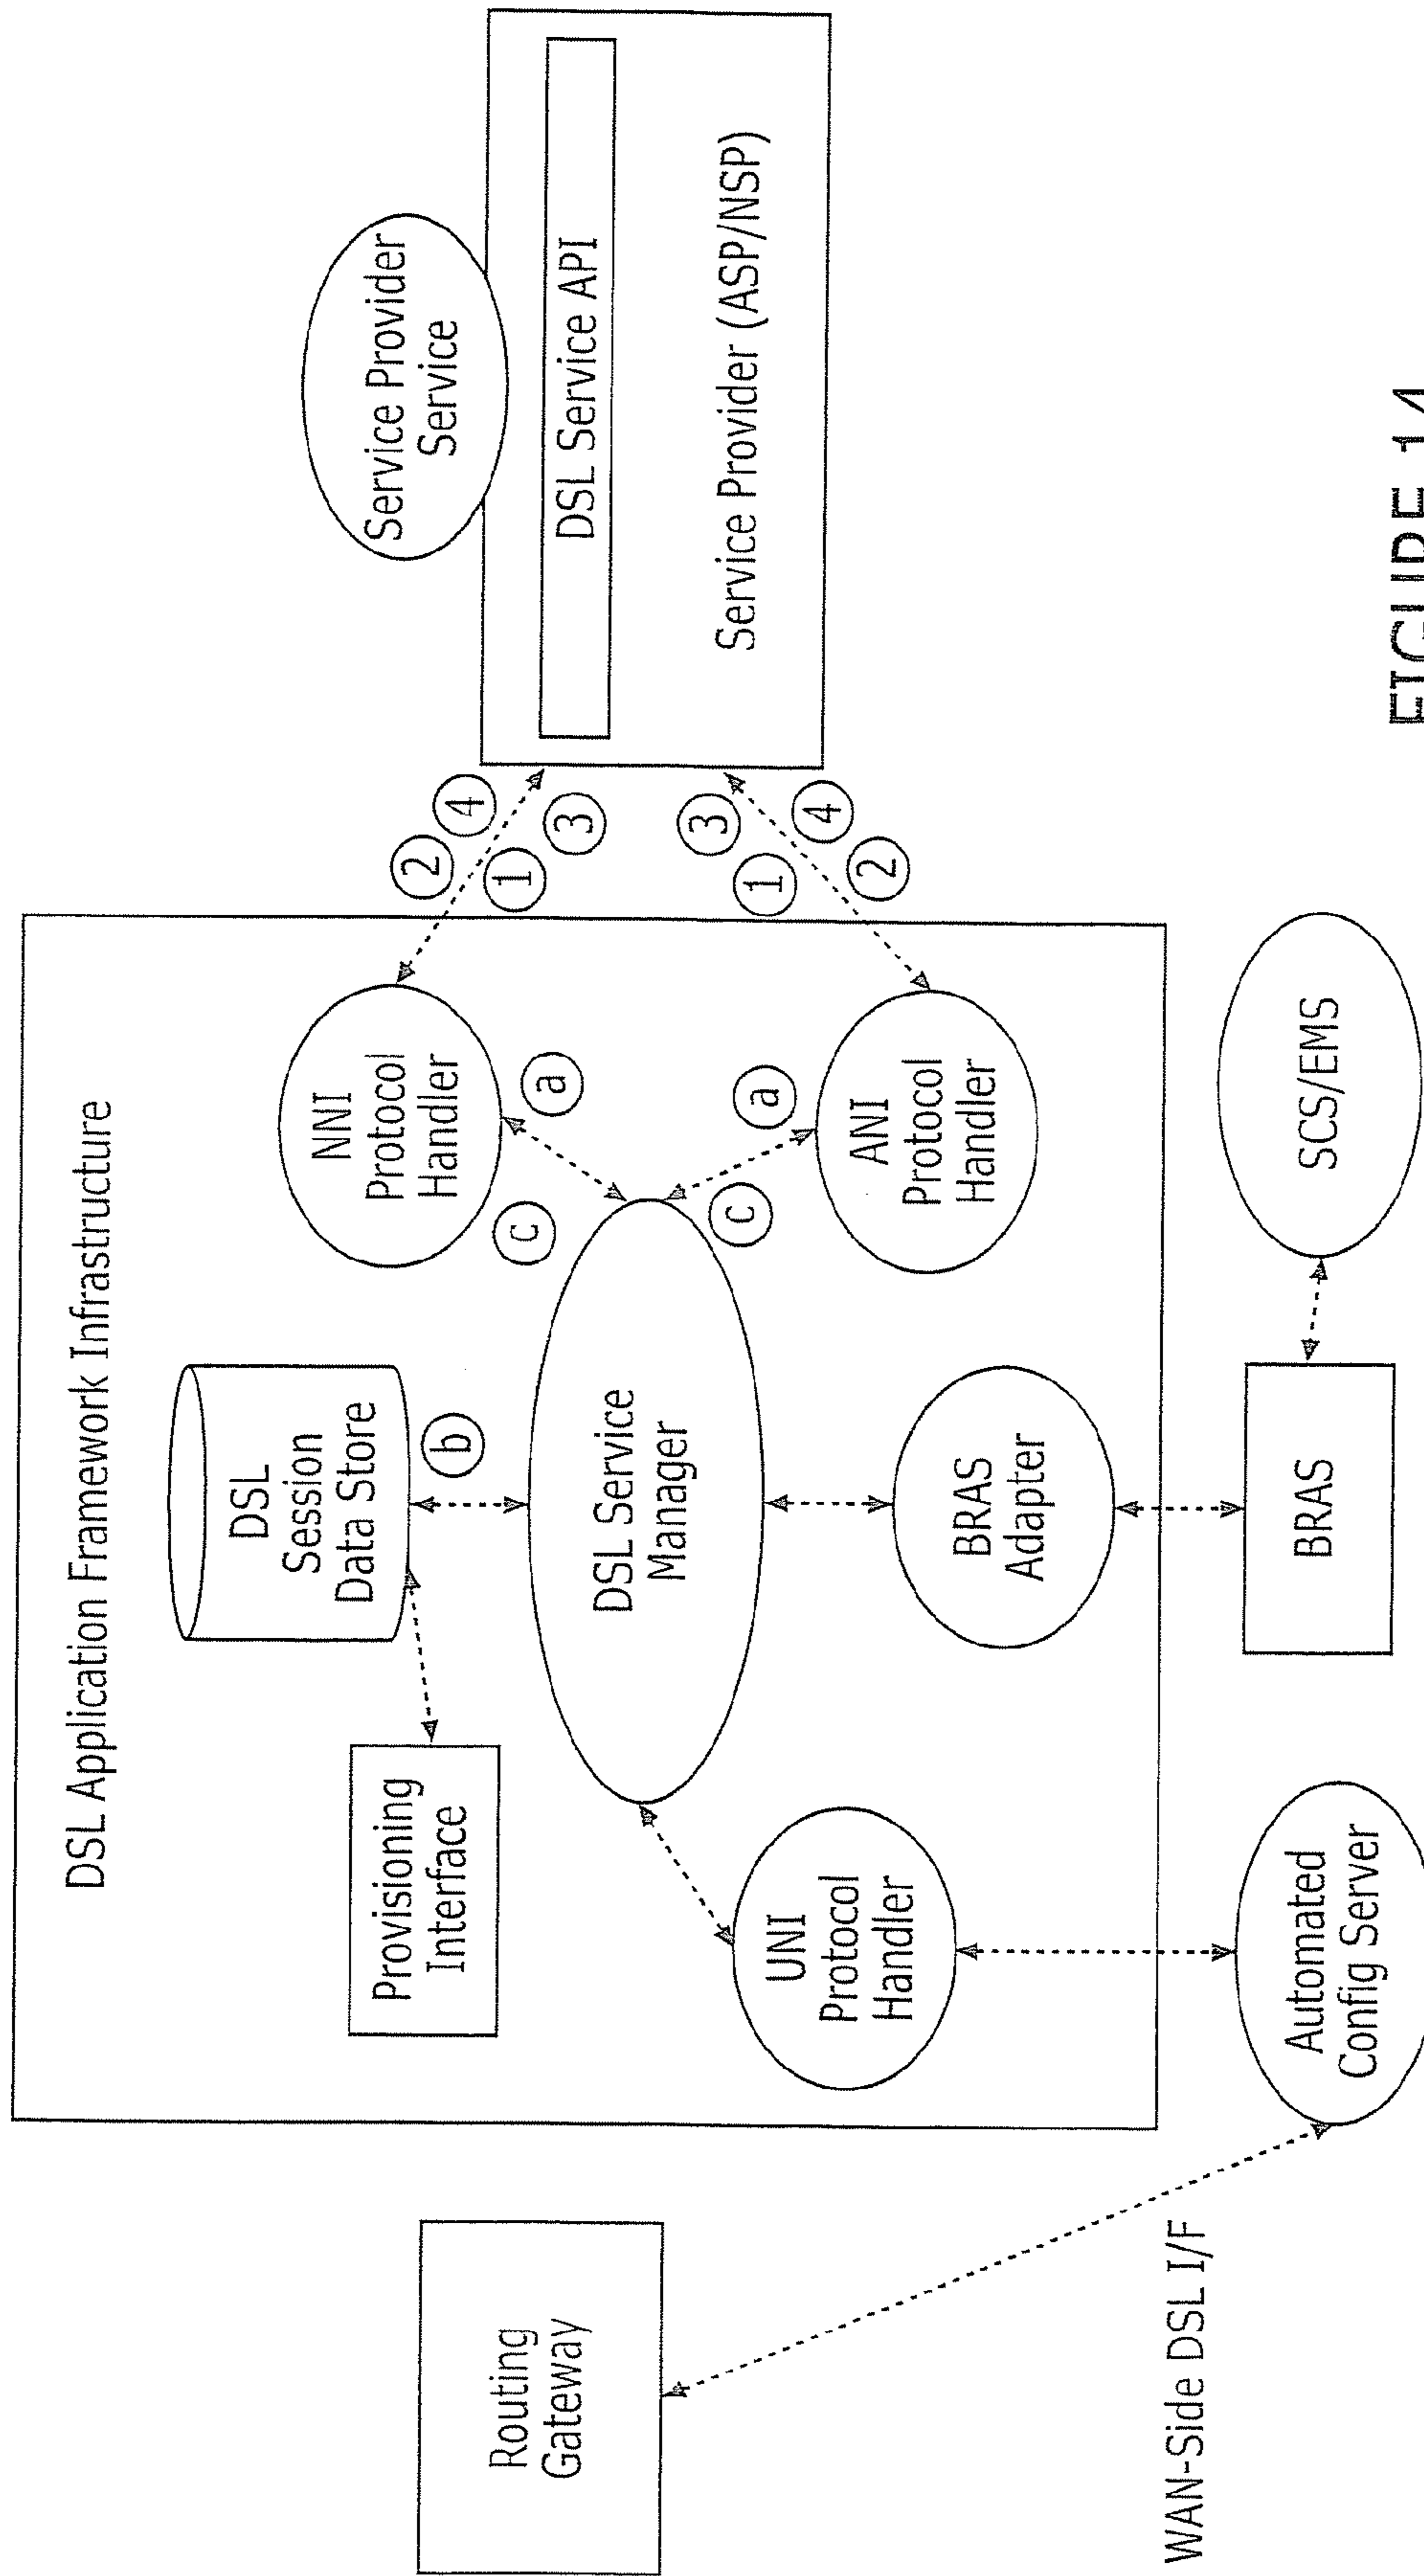 DSL Application Framework Infrastructure
Routing
Gateway
WAN-Side DSL I/F
Provisioning
Interface
DSL
Session
Data Store
b
DSL Service
Manager
UNI
Protocol
Handler
BRAS
Adapter
NNI
Protocol
Handler
a
c
ANI
Protocol
Handler
a
c
Automated
Config Server
BRAS
SCS/EMS
2
4
1
3
3
1
4
2
Service Provider
Service
DSL Service API
Service Provider (ASP/NSP)
FIGURE 14